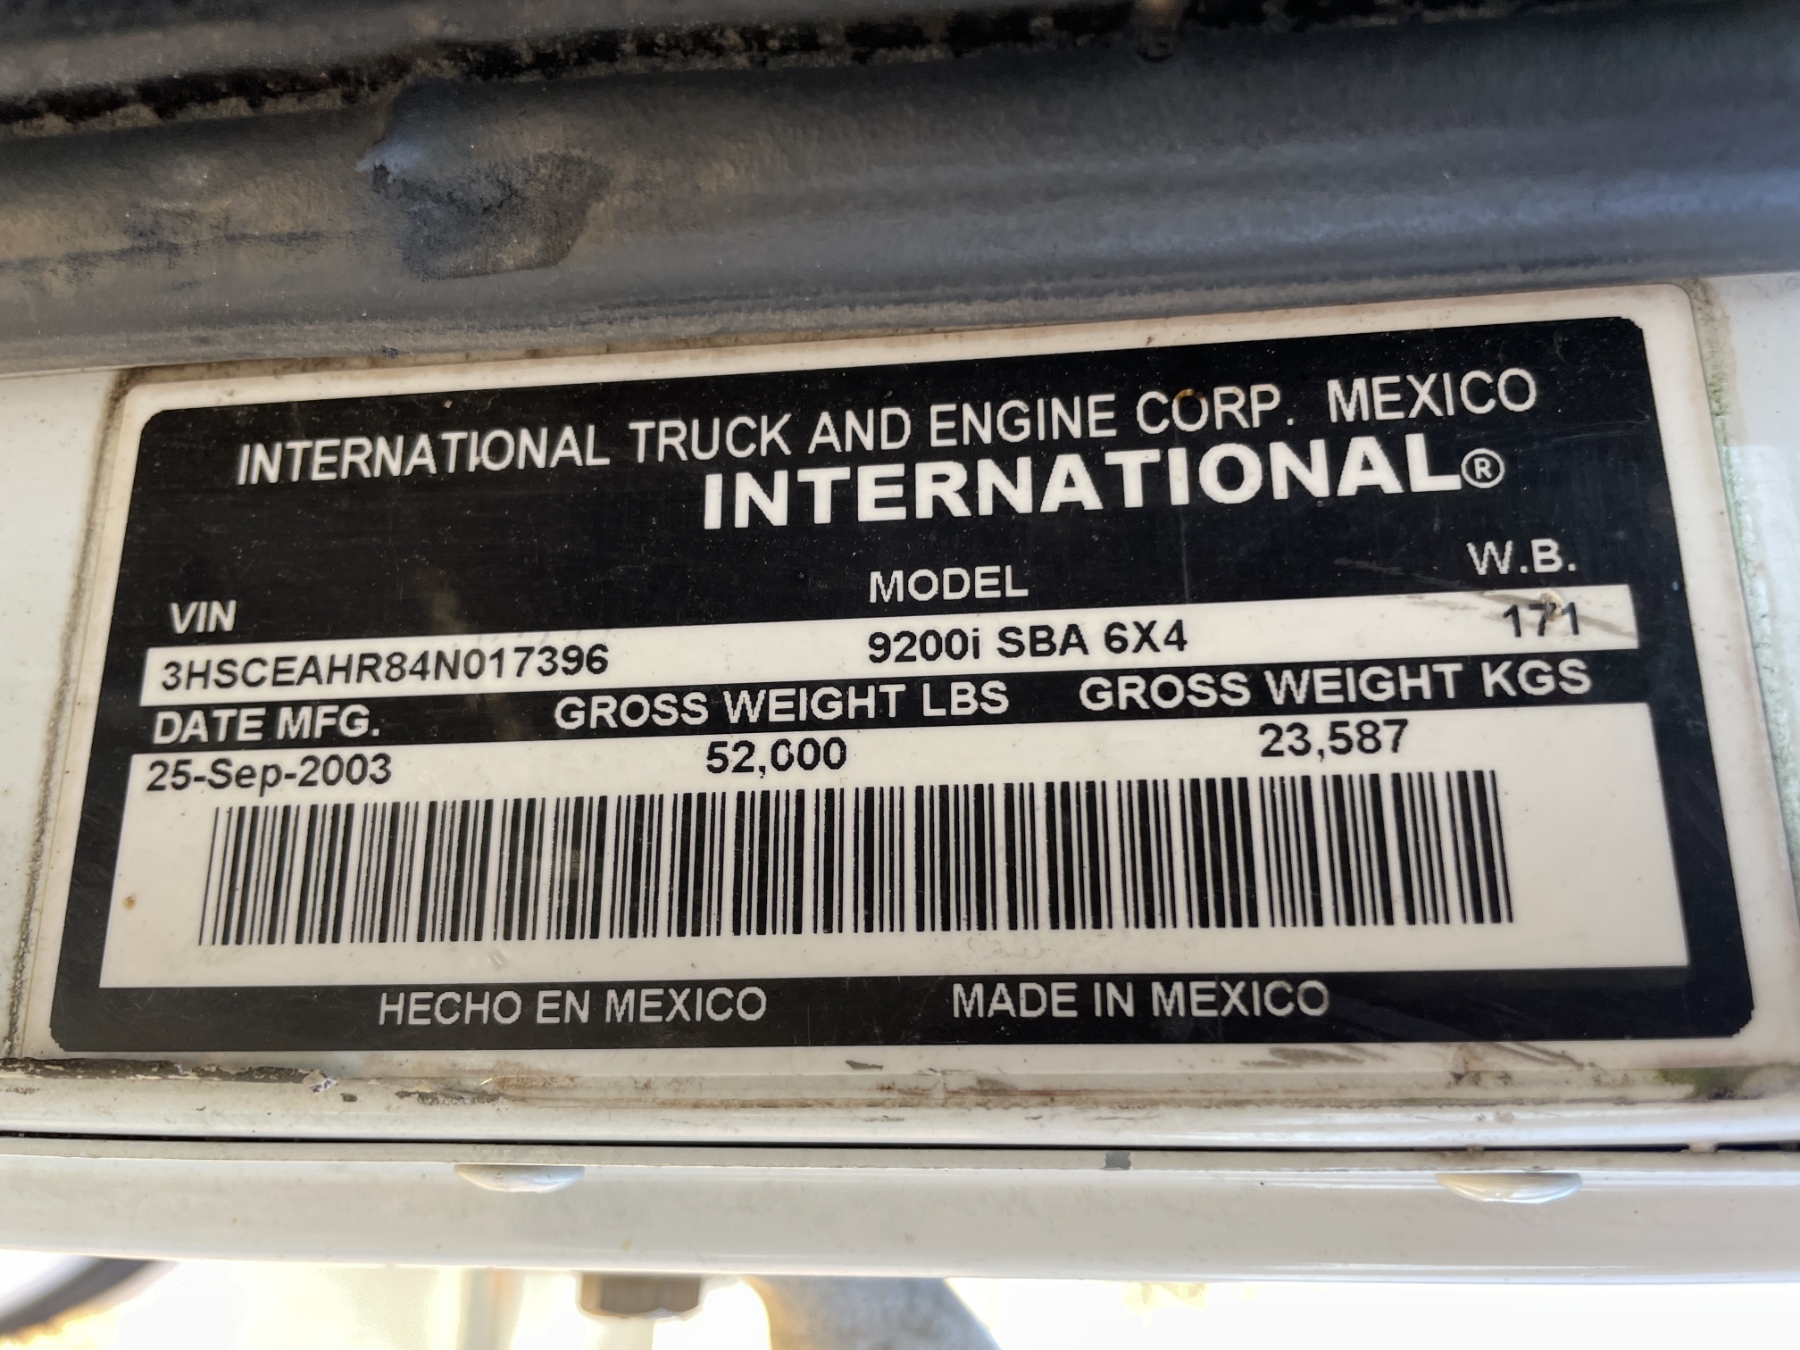 INTERNATIONAL TRUCK AND ENGINE CORP. MEXICO
INTERNATIONAL®
VIN MODEL W.B.
3HSCEAHR84N017396 9200i SBA 6X4 171
DATE MFG. GROSS WEIGHT LBS GROSS WEIGHT KGS
25-Sep-2003 52,000 23,587
HECHO EN MEXICO MADE IN MEXICO